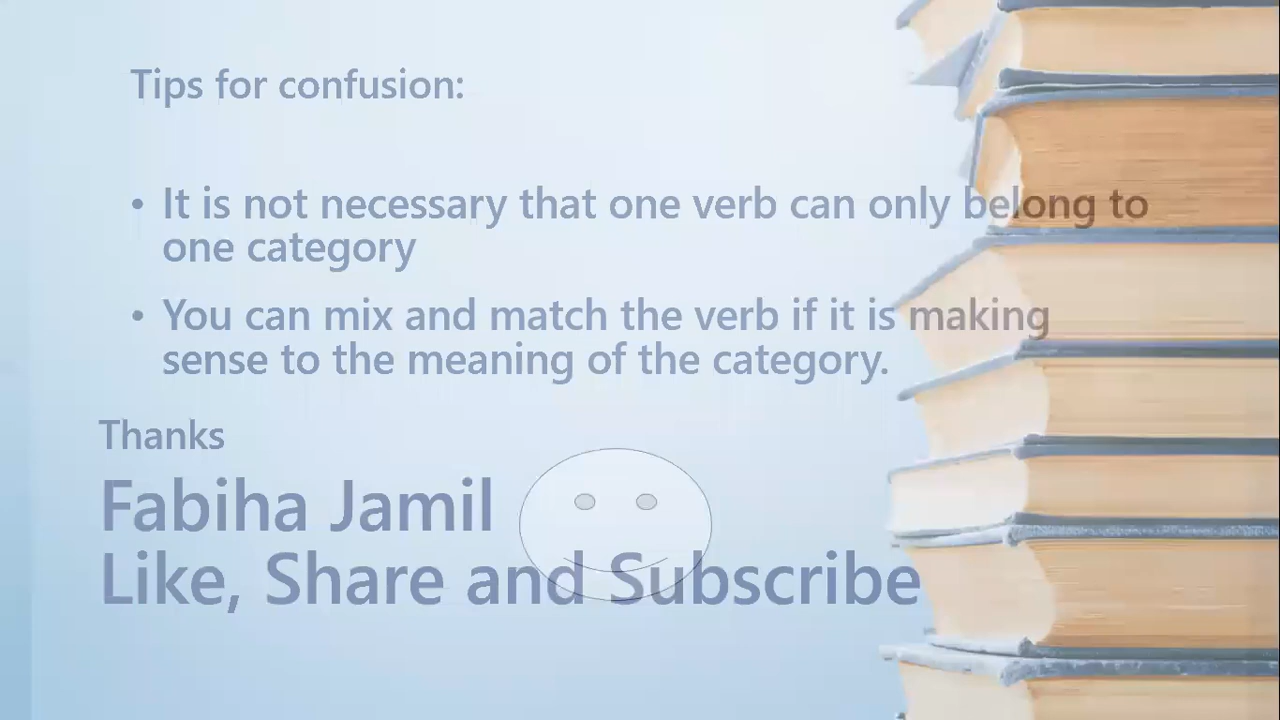 Tips for confusion:
• It is not necessary that one verb can only belong to
one category
• You can mix and match the verb if it is making
sense to the meaning of the category.
Thanks
Fabiha Jamil
Like, Share and Subscribe